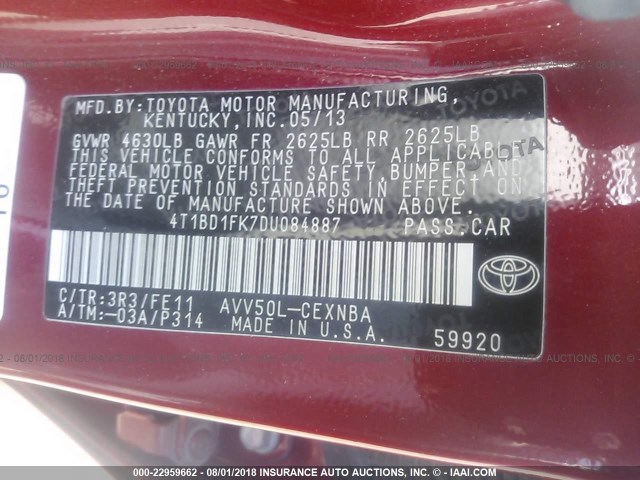 MFD.BY:TOYOTA MOTOR MANUFACTURING,
KENTUCKY, INC. 05/13
GVWR 4630LB GAWR FR 2625LB RR 2625LB
THIS VEHICLE CONFORMS TO ALL APPLICABLE
FEDERAL MOTOR VEHICLE SAFETY, BUMPER, AND
THEFT PREVENTION STANDARDS IN EFFECT ON
THE DATE OF MANUFACTURE SHOWN ABOVE.
4T1BD1FK7DU084887 PASS.CAR
C/TR:3R3/FE11 AVV50L-CEXNBA
A/TM:-03A/P314 MADE IN U.S.A.
59920
TOYOTA
TOYOTA
TOYOTA
000-22959662 - 08/01/2018 - INSURANCE AUTO AUCTIONS, INC. - IAAI.COM